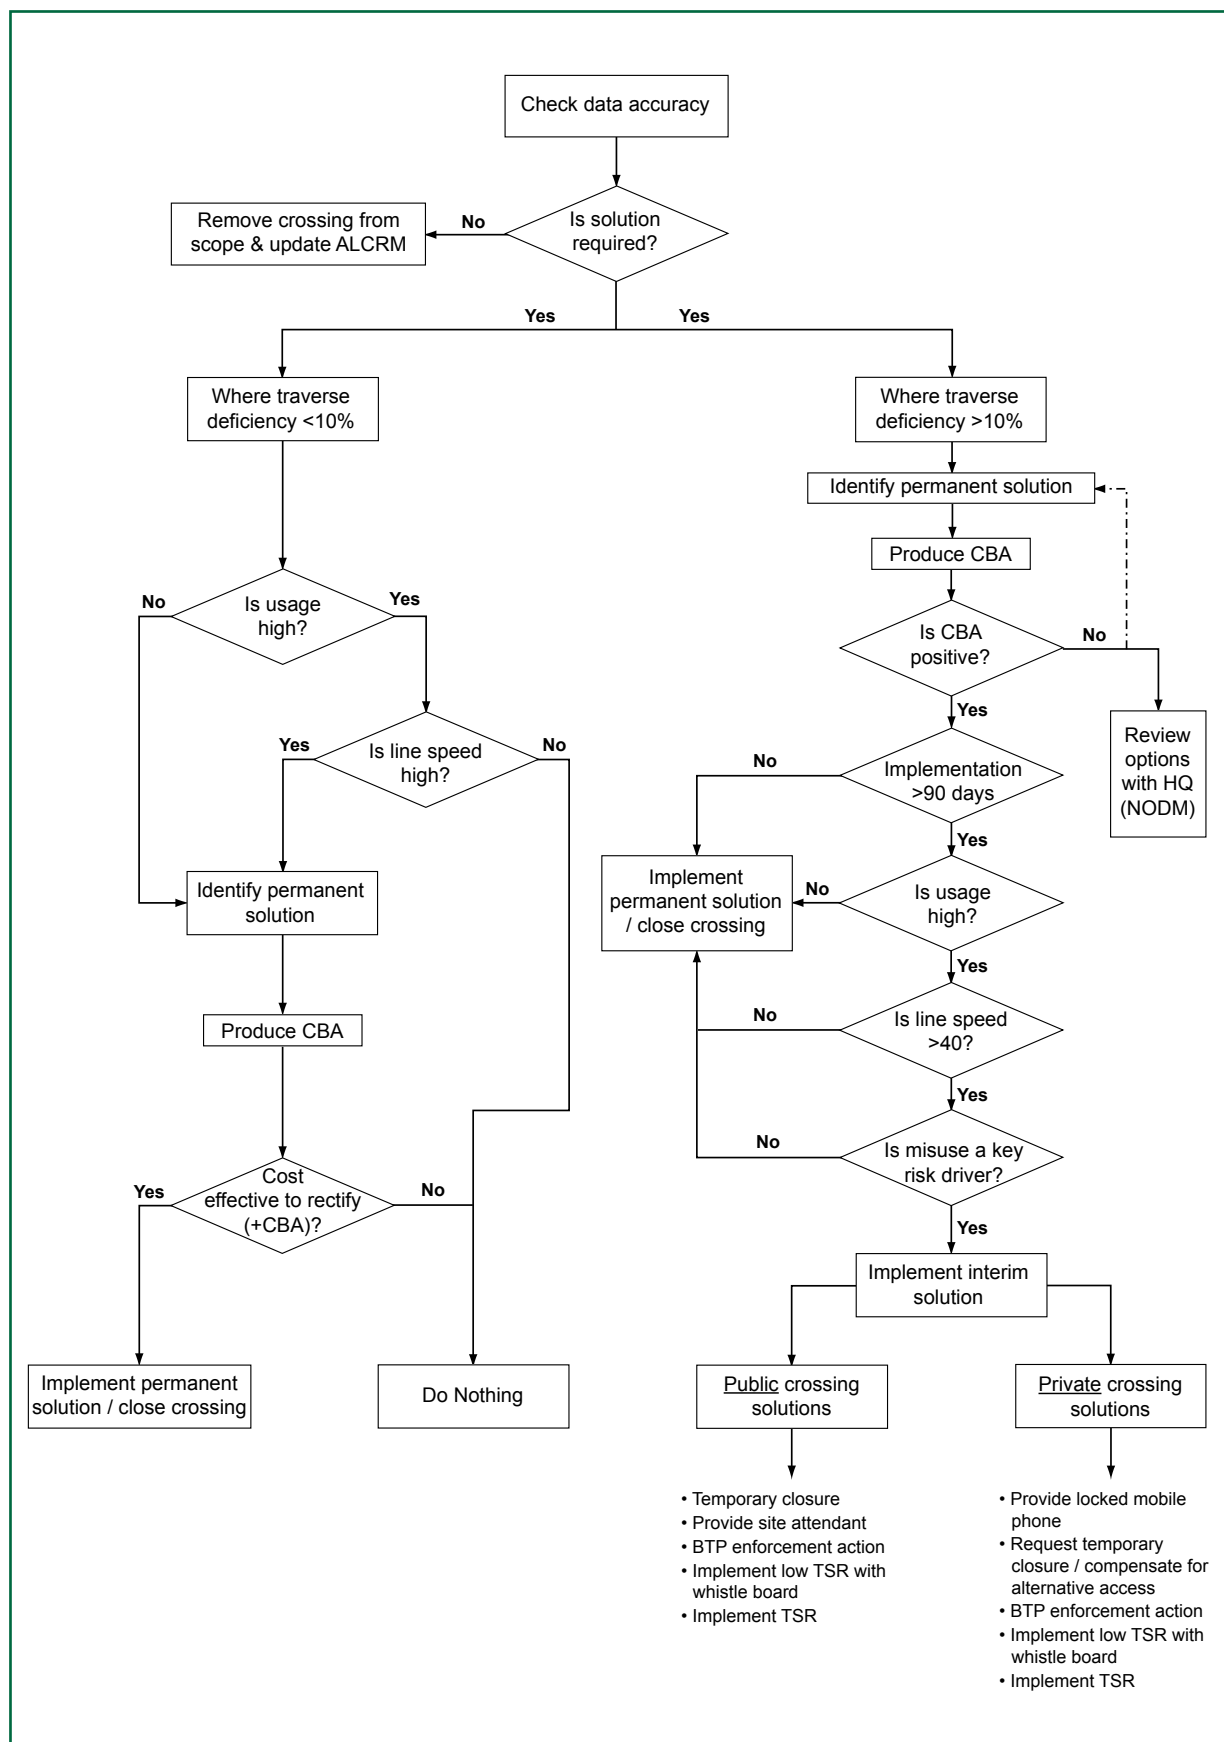 Check data accuracy
Is solution
required?
No
Remove crossing from
scope & update ALCRM
Yes
Yes
Where traverse
deficiency <10%
Is usage
high?
No
Yes
Is line speed
high?
Yes
No
Identify permanent
solution
Produce CBA
Cost
effective to rectify
(+CBA)?
Yes
No
Implement permanent
solution / close crossing
Do Nothing
Where traverse
deficiency >10%
Identify permanent solution
Produce CBA
Is CBA
positive?
No
Review
options
with HQ
(NODM)
Yes
Implementation
>90 days
No
Implement
permanent solution
/ close crossing
Yes
Is usage
high?
No
Yes
Is line speed
>40?
No
Yes
Is misuse a key
risk driver?
No
Yes
Implement interim
solution
Public crossing
solutions
• Temporary closure
• Provide site attendant
• BTP enforcement action
• Implement low TSR with
whistle board
• Implement TSR
Private crossing
solutions
• Provide locked mobile
phone
• Request temporary
closure / compensate for
alternative access
• BTP enforcement action
• Implement low TSR with
whistle board
• Implement TSR